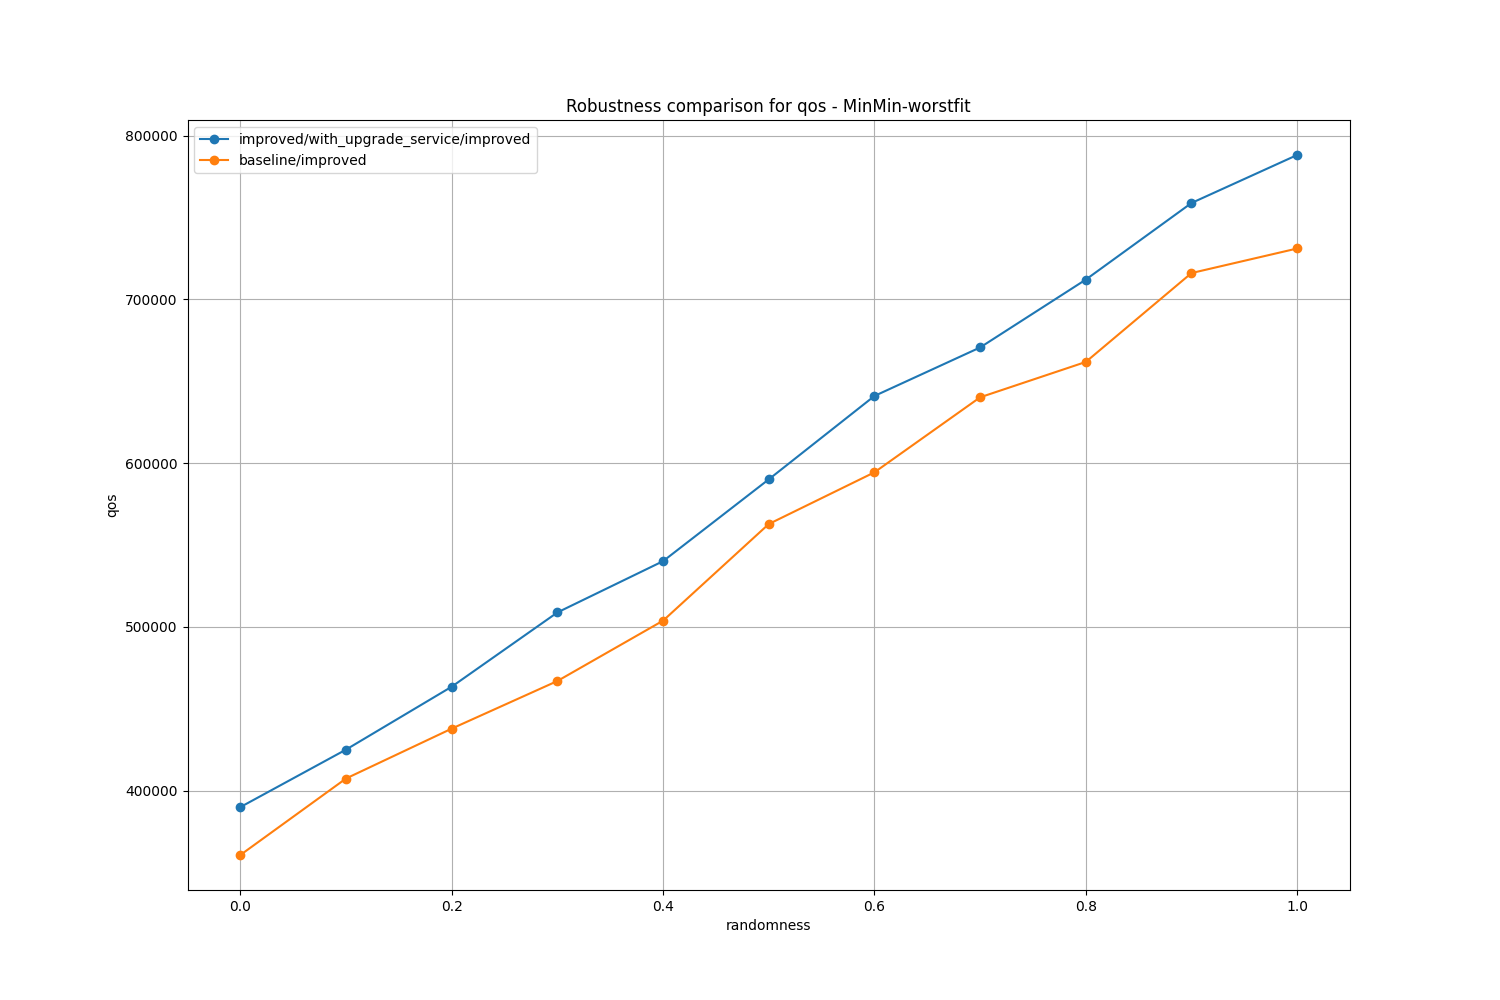 Robustness comparison for qos - MinMin-worstfit
improved/with_upgrade_service/improved
baseline/improved
800000
700000
600000
500000
400000
qos
0.0 0.2 0.4 0.6 0.8 1.0
randomness